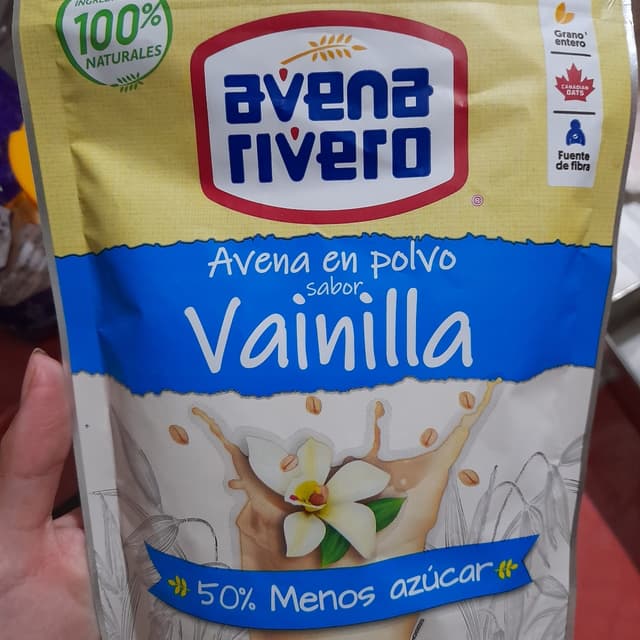 100%
NATURALES
avena
rivero
Grano
entero
CANADIAN
OATS
Fuente
de fibra
Avena en polvo
sabor
Vainilla
50% Menos azúcar